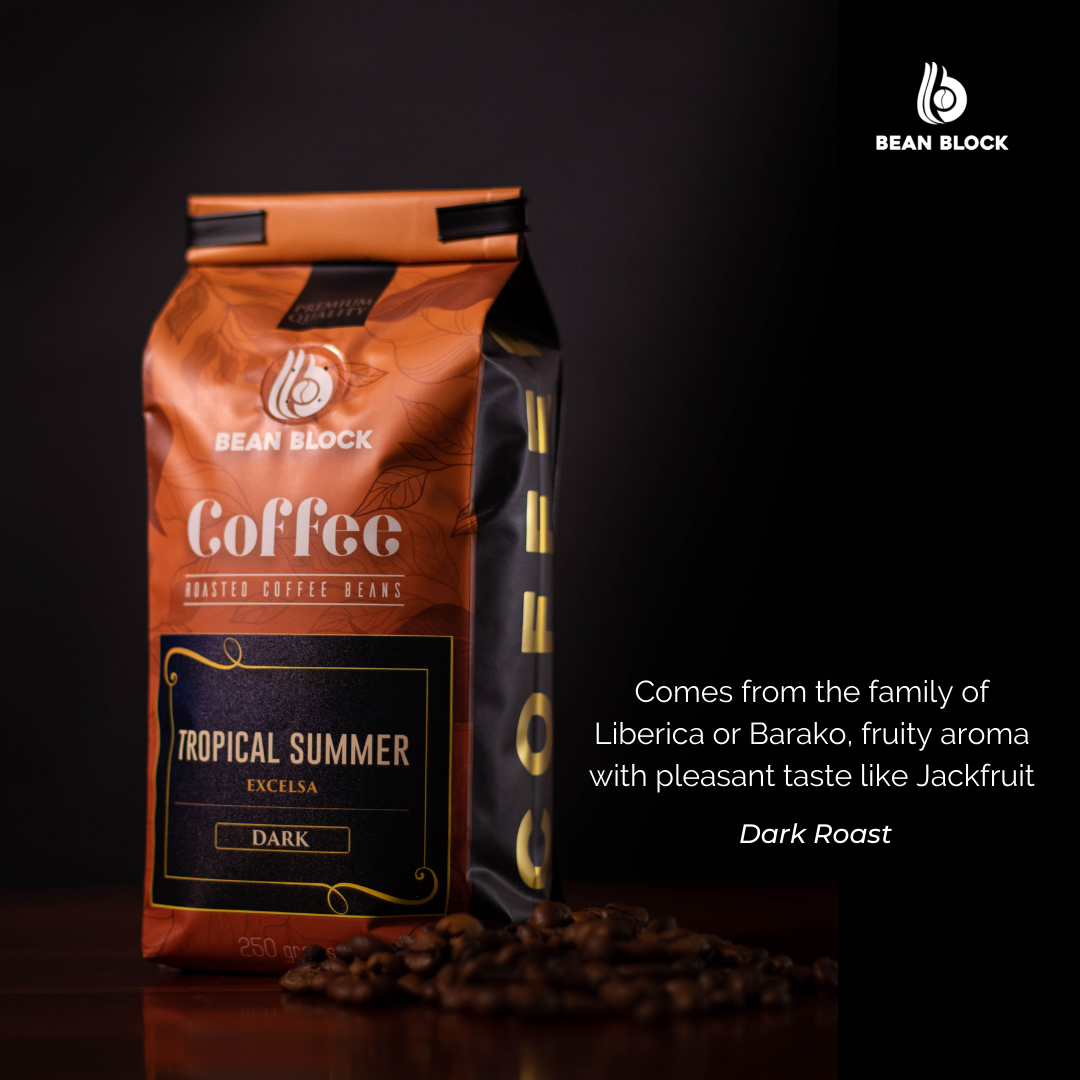 BEAN BLOCK
PREMIUM
QUALITY
BEAN BLOCK
Coffee
ROASTED COFFEE BEANS
TROPICAL SUMMER
EXCELSA
DARK
250
COFFEE
Comes from the family of
Liberica or Barako, fruity aroma
with pleasant taste like Jackfruit
Dark Roast